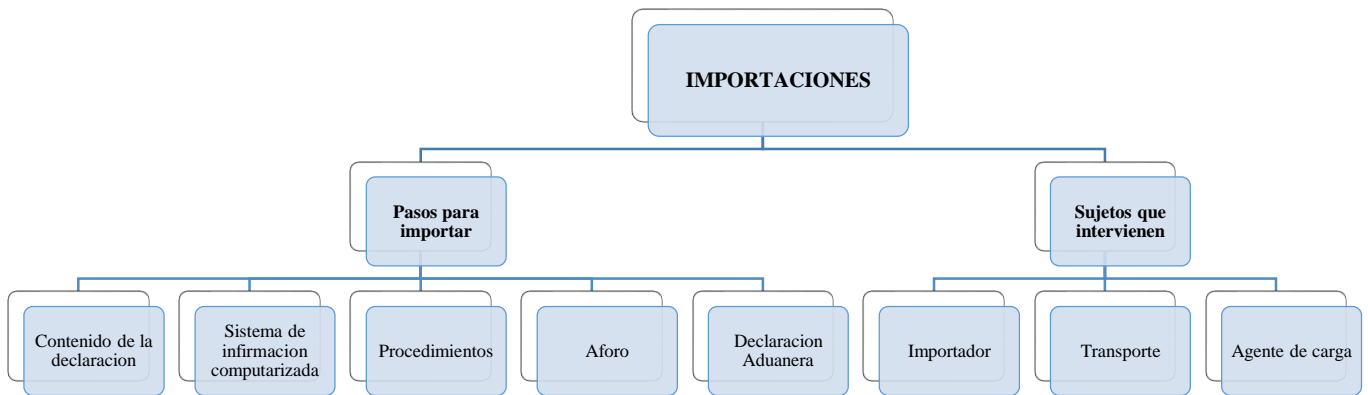 IMPORTACIONES
Pasos para
importar
Sujetos que
intervienen
Contenido de la
declaracion
Sistema de
infirmacion
computarizada
Procedimientos
Aforo
Declaracion
Aduanera
Importador
Transporte
Agente de carga